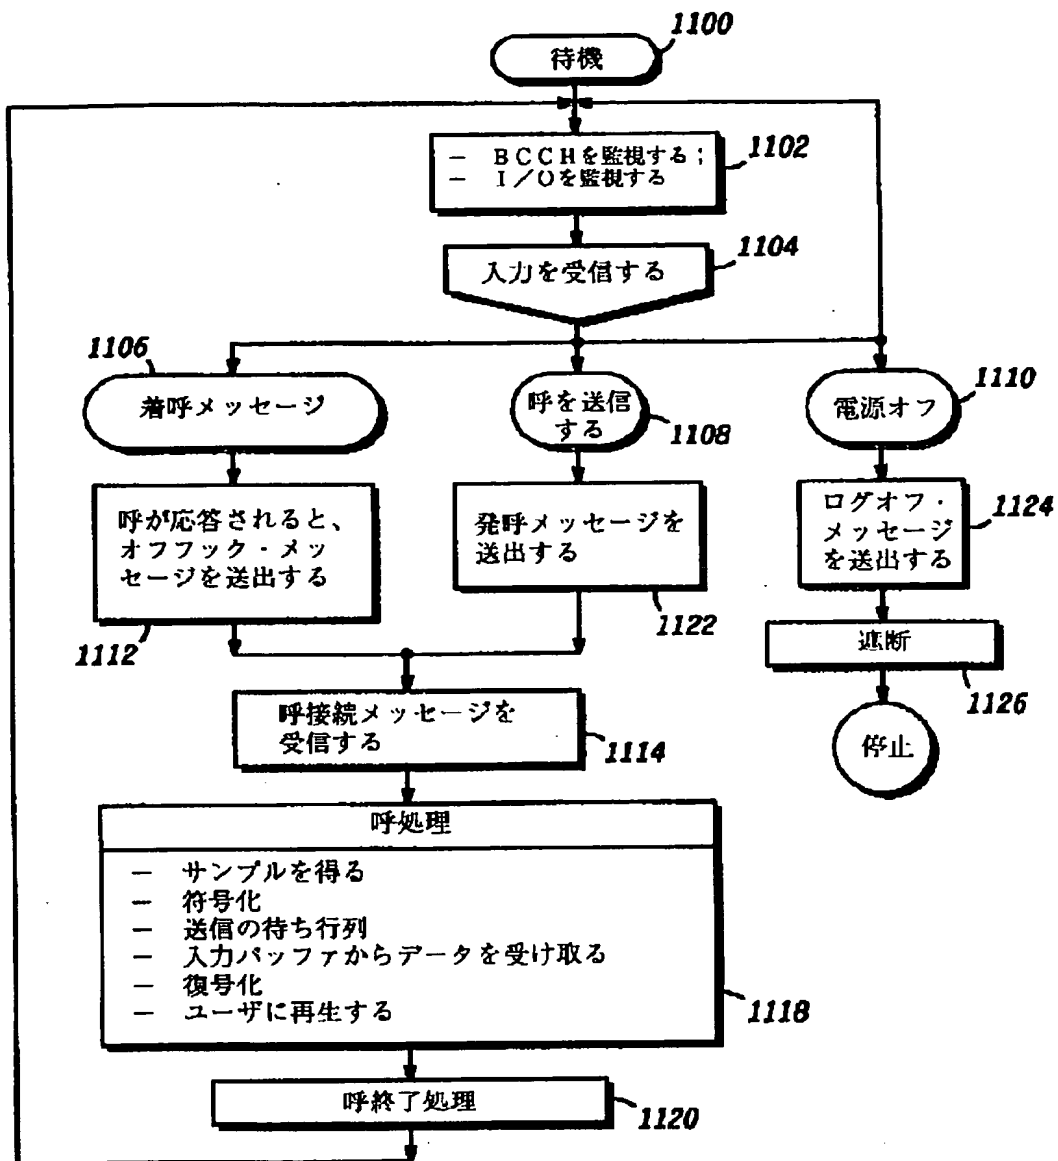 1100
待機
— BCCHを監視する;
— I/Oを監視する
1102
入力を受信する
1104
1106
着呼メッセージ
呼を送信
する
1108
電源オフ
1110
呼が応答されると、
オフフック・メッ
セージを送出する
1112
発呼メッセージを
送出する
1122
ログオフ・
メッセージ
を送出する
1124
遮断
1126
停止
呼接続メッセージを
受信する
1114
呼処理
— サンプルを得る
— 符号化
— 送信の待ち行列
— 入力バッファからデータを受け取る
—復号化
— ユーザに再生する
1118
呼終了処理
1120